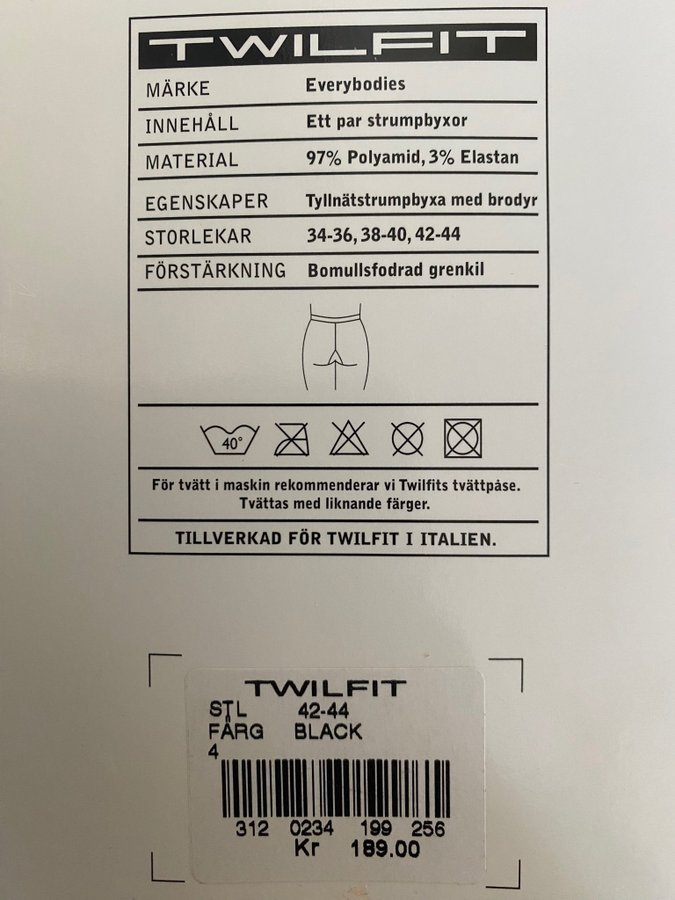 TWILFIT
MÄRKE Everybodies
INNEHÅLL Ett par strumpbyxor
MATERIAL 97% Polyamid, 3% Elastan
EGENSKAPER Tyllnätstrumpbyxa med brodyr
STORLEKAR 34-36, 38-40, 42-44
FÖRSTÄRKNING Bomullsfodrad grenkil
40°
För tvätt i maskin rekommenderar vi Twilfits tvättpåse.
Tvättas med liknande färger.
TILLVERKAD FÖR TWILFIT I ITALIEN.
TWILFIT
STL 42-44
FÄRG BLACK
4
312 0234 199 256
Kr 189.00